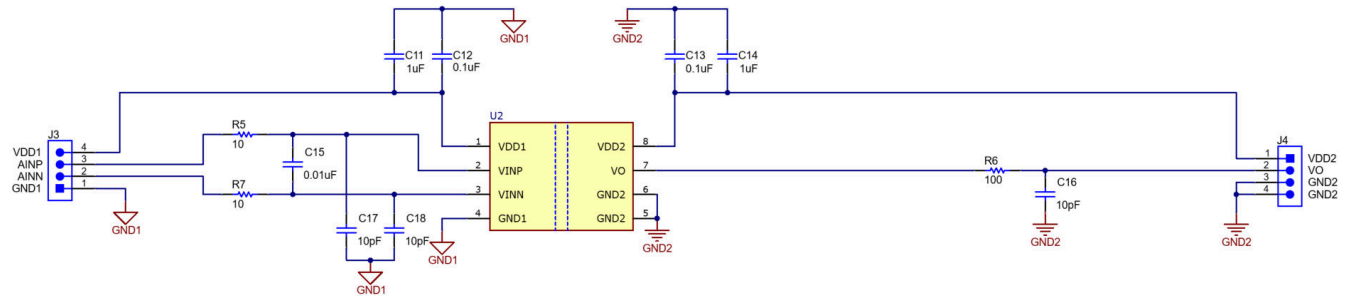 GND1
GND2
C11
1uF
C12
0.1uF
C13
0.1uF
C14
1uF
U2
J3
VDD1
4
AINP
3
AINN
2
GND1
1
GND1
R5
10
R7
10
C15
0.01uF
C17
10pF
C18
10pF
GND1
1
VDD1
2
VINP
3
VINN
4
GND1
GND1
VDD2
8
VO
7
GND2
6
GND2
5
GND2
R6
100
C16
10pF
GND2
J4
1
VDD2
2
VO
3
GND2
4
GND2
GND2